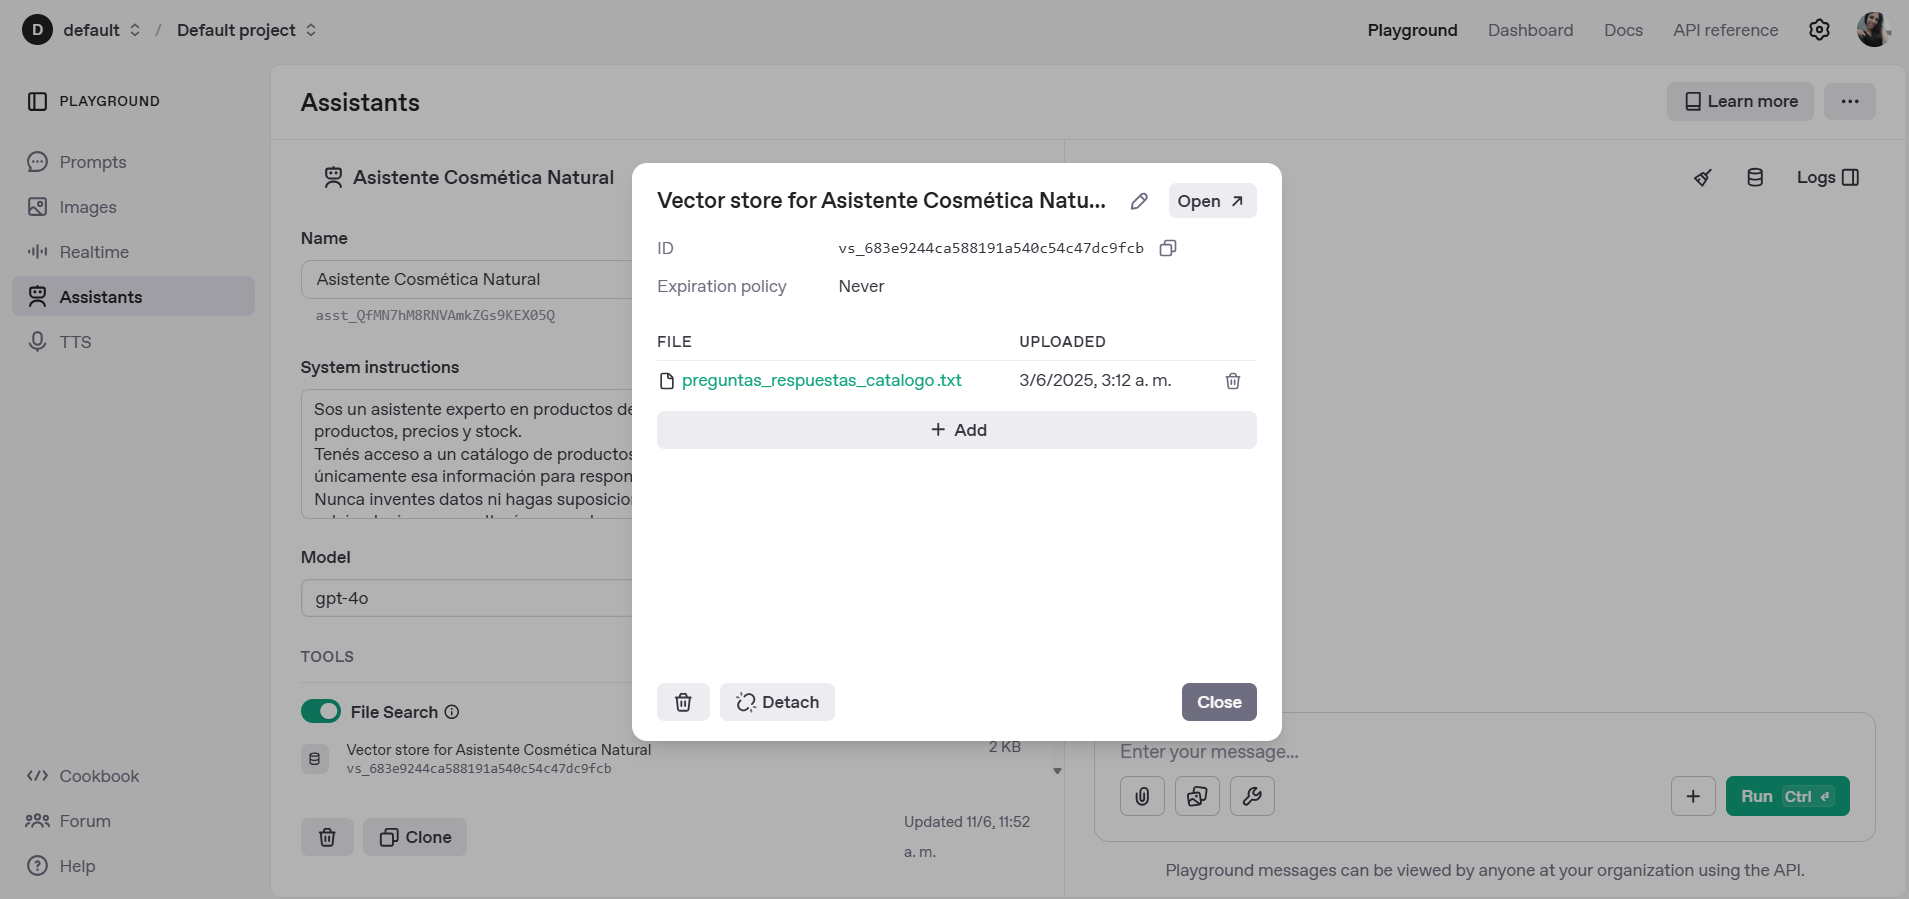 D default / Default project
Playground Dashboard Docs API reference
PLAYGROUND
Prompts
Images
Realtime
Assistants
TTS
Cookbook
Forum
Help
Assistants
Learn more
Asistente Cosmética Natural
Logs
Name
Asistente Cosmética Natural
asst_QfMN7hM8RNVAmkZGs9KEX05Q
System instructions
Sos un asistente experto en productos de
productos, precios y stock.
Tenés acceso a un catálogo de productos
únicamente esa información para respon
Nunca inventes datos ni hagas suposicio
Model
gpt-4o
TOOLS
File Search
Vector store for Asistente Cosmética Natural
vs_683e9244ca588191a540c54c47dc9fcb
2 KB
Clone
Updated 11/6, 11:52
a. m.
Vector store for Asistente Cosmética Natu...
Open
ID vs_683e9244ca588191a540c54c47dc9fcb
Expiration policy Never
FILE UPLOADED
preguntas_respuestas_catalogo.txt 3/6/2025, 3:12 a. m.
+ Add
Detach
Close
Enter your message...
Run Ctrl
Playground messages can be viewed by anyone at your organization using the API.